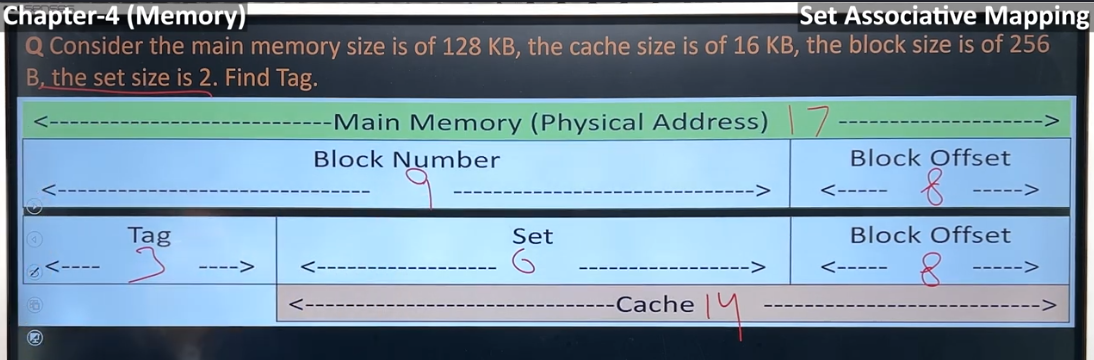 Chapter-4 (Memory)
Set Associative Mapping
Q Consider the main memory size is of 128 KB, the cache size is of 16 KB, the block size is of 256
B, the set size is 2. Find Tag.
<-----------------------------Main Memory (Physical Address) 17 -------------------->
Block Number
Block Offset
<------------------------------- 9 ------------------------------>
<----- 8 ----->
Tag
Set
Block Offset
<---- 3 ---->
<------------------- 6 ------------------>
<----- 8 ----->
<-------------------------------Cache 14 ---------------------------->